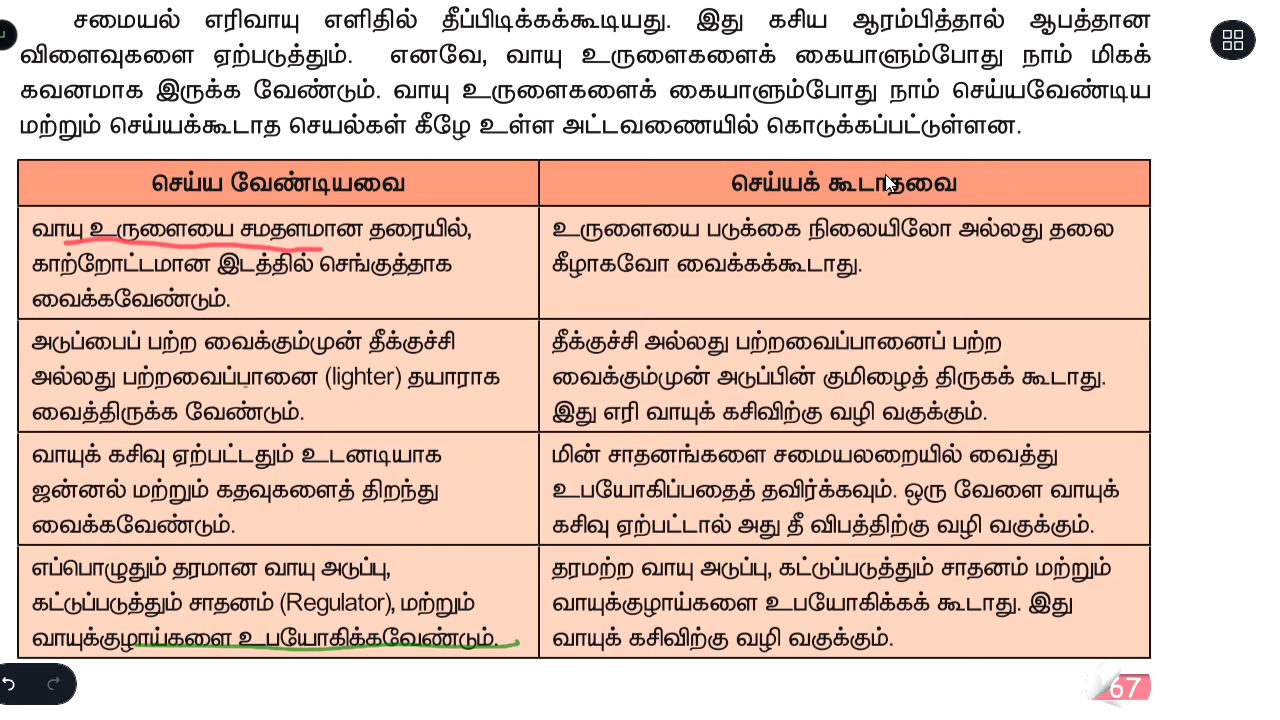 சமையல் எரிவாயு எளிதில் தீப்பிடிக்கக்கூடியது. இது கசிய ஆரம்பித்தால் ஆபத்தான
விளைவுகளை ஏற்படுத்தும். எனவே, வாயு உருளைகளைக் கையாளும்போது நாம் மிகக்
கவனமாக இருக்க வேண்டும். வாயு உருளைகளைக் கையாளும்போது நாம் செய்யவேண்டிய
மற்றும் செய்யக்கூடாத செயல்கள் கீழே உள்ள அட்டவணையில் கொடுக்கப்பட்டுள்ளன.
செய்ய வேண்டியவை
செய்யக் கூடாதவை
வாயு உருளையை சமதளமான தரையில்,
காற்றோட்டமான இடத்தில் செங்குத்தாக
வைக்கவேண்டும்.
உருளையை படுக்கை நிலையிலோ அல்லது தலை
கீழாகவோ வைக்கக்கூடாது.
அடுப்பைப் பற்ற வைக்கும்முன் தீக்குச்சி
அல்லது பற்றவைப்பானை (lighter) தயாராக
வைத்திருக்க வேண்டும்.
தீக்குச்சி அல்லது பற்றவைப்பானைப் பற்ற
வைக்கும்முன் அடுப்பின் குமிழைத் திருகக் கூடாது.
இது எரி வாயுக் கசிவிற்கு வழி வகுக்கும்.
வாயுக் கசிவு ஏற்பட்டதும் உடனடியாக
ஜன்னல் மற்றும் கதவுகளைத் திறந்து
வைக்கவேண்டும்.
மின் சாதனங்களை சமையலறையில் வைத்து
உபயோகிப்பதைத் தவிர்க்கவும். ஒரு வேளை வாயுக்
கசிவு ஏற்பட்டால் அது தீ விபத்திற்கு வழி வகுக்கும்.
எப்பொழுதும் தரமான வாயு அடுப்பு,
கட்டுப்படுத்தும் சாதனம் (Regulator), மற்றும்
வாயுக்குழாய்களை உபயோகிக்கவேண்டும்.
தரமற்ற வாயு அடுப்பு, கட்டுப்படுத்தும் சாதனம் மற்றும்
வாயுக்குழாய்களை உபயோகிக்கக் கூடாது. இது
வாயுக் கசிவிற்கு வழி வகுக்கும்.
67